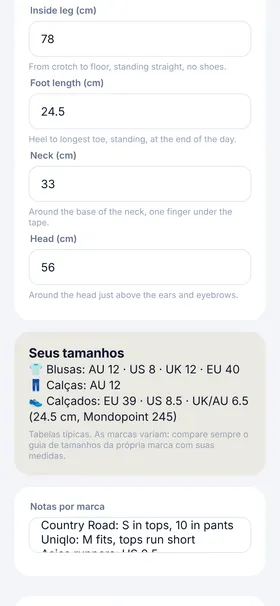 Inside leg (cm)
78
From crotch to floor, standing straight, no shoes.
Foot length (cm)
24.5
Heel to longest toe, standing, at the end of the day.
Neck (cm)
33
Around the base of the neck, one finger under the
tape.
Head (cm)
56
Around the head just above the ears and eyebrows.
Seus tamanhos
👕 Blusas: AU 12 · US 8 · UK 12 · EU 40
👖 Calças: AU 12
👟 Calçados: EU 39 · US 8.5 · UK/AU 6.5
(24.5 cm, Mondopoint 245)
Tabelas típicas. As marcas variam: compare sempre o
guia de tamanhos da própria marca com suas
medidas.
Notas por marca
Country Road: S in tops, 10 in pants
Uniqlo: M fits, tops run short